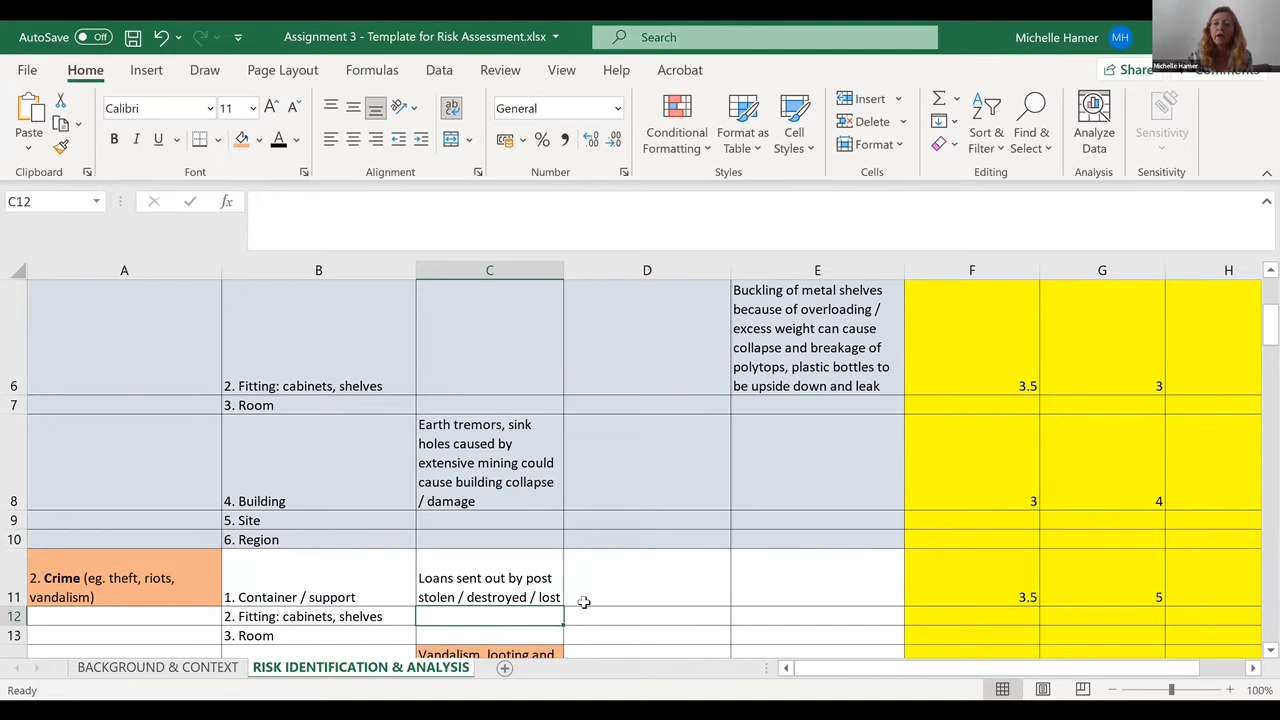 AutoSave Off Assignment 3 - Template for Risk Assessment.xlsx Search Michelle Hamer MH
Michelle Hamer
File Home Insert Draw Page Layout Formulas Data Review View Help Acrobat Share Comments
Calibri 11 General Insert
Paste Conditional Format as Cell Delete Sort & Find & Analyze Sensitivity
B I U A % Formatting Table Styles Format Filter Select Data
Clipboard Font Alignment Number Styles Cells Editing Analysis Sensitivity
C12 fx
A B C D E F G H
Buckling of metal shelves
because of overloading /
excess weight can cause
collapse and breakage of
polytops, plastic bottles to
6 2. Fitting: cabinets, shelves be upside down and leak 3.5 3
7 3. Room
Earth tremors, sink
holes caused by
extensive mining could
cause building collapse
8 4. Building / damage 3 4
9 5. Site
10 6. Region
2. Crime (eg. theft, riots, Loans sent out by post
11 vandalism) 1. Container / support stolen / destroyed / lost 3.5 5
12 2. Fitting: cabinets, shelves
13 3. Room
Vandalism, looting and
BACKGROUND & CONTEXT RISK IDENTIFICATION & ANALYSIS
Ready 100%